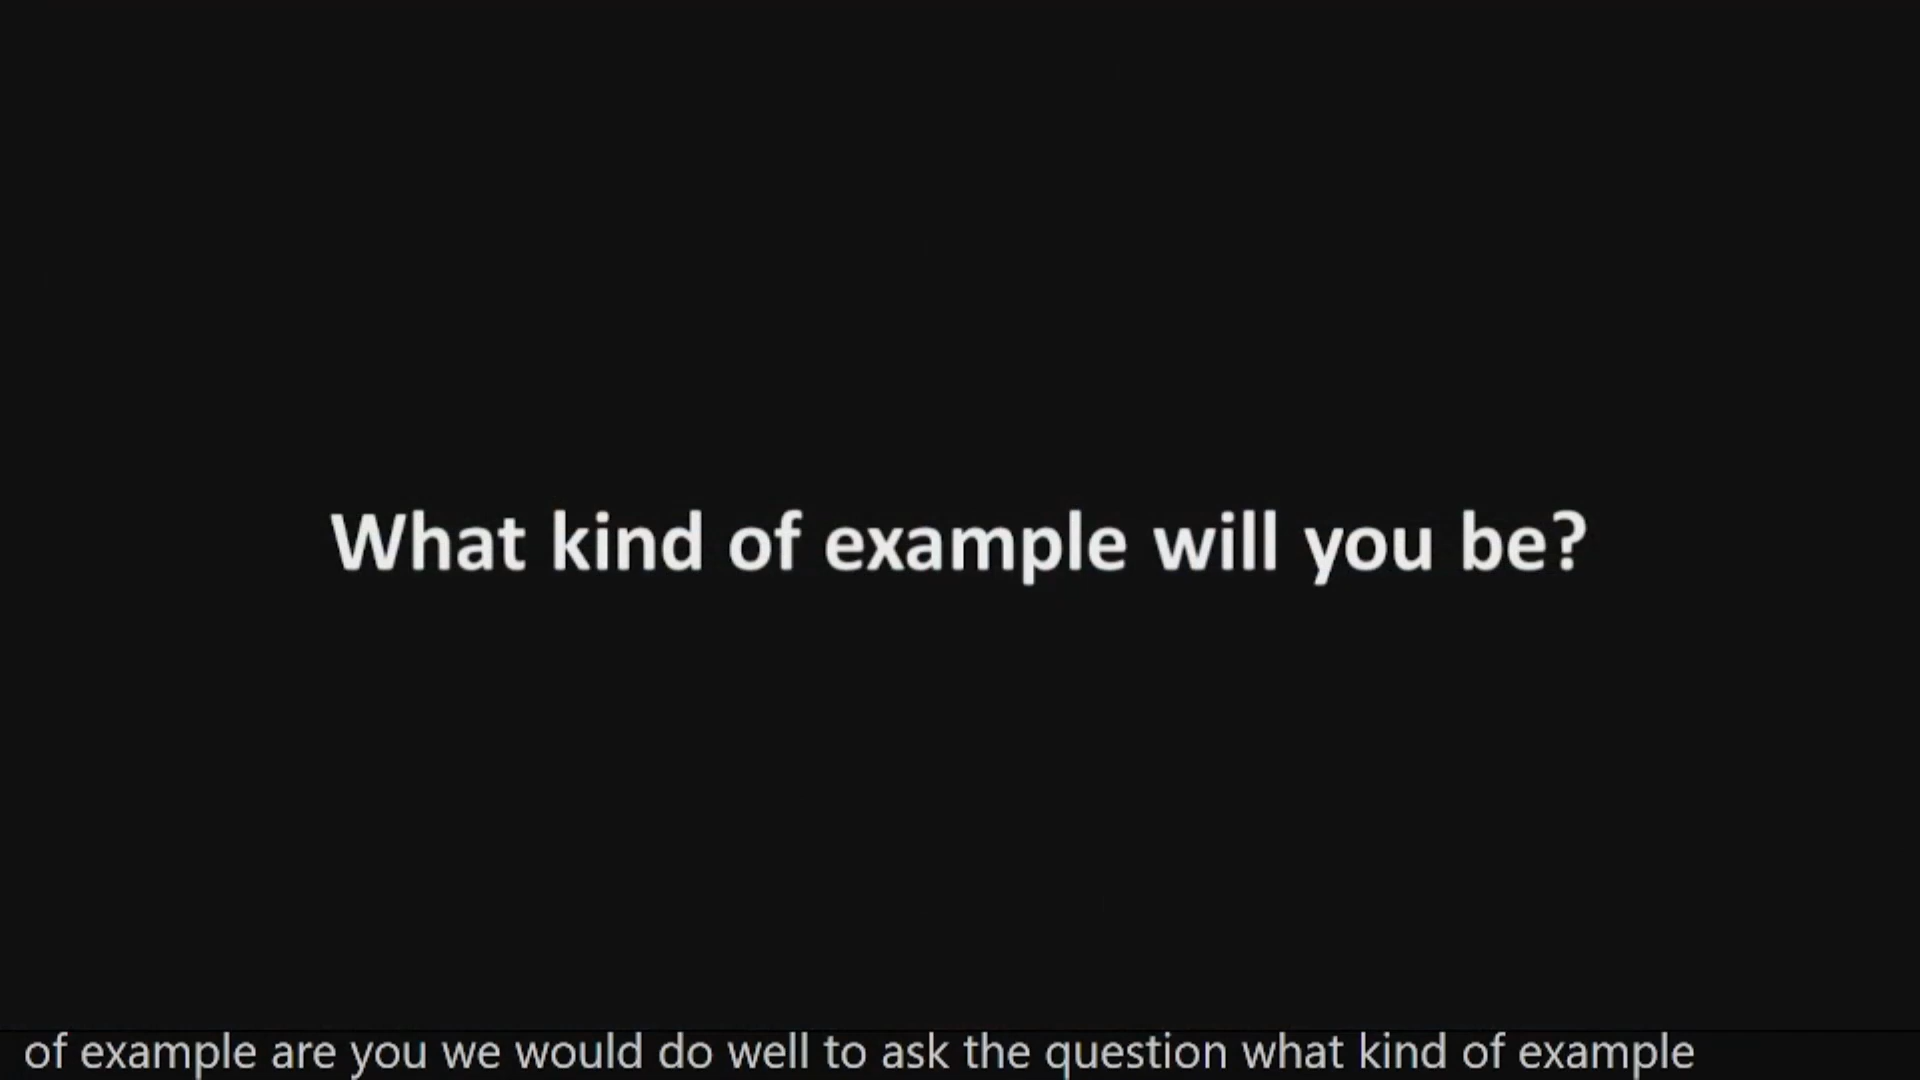 What kind of example will you be?
of example are you we would do well to ask the question what kind of example